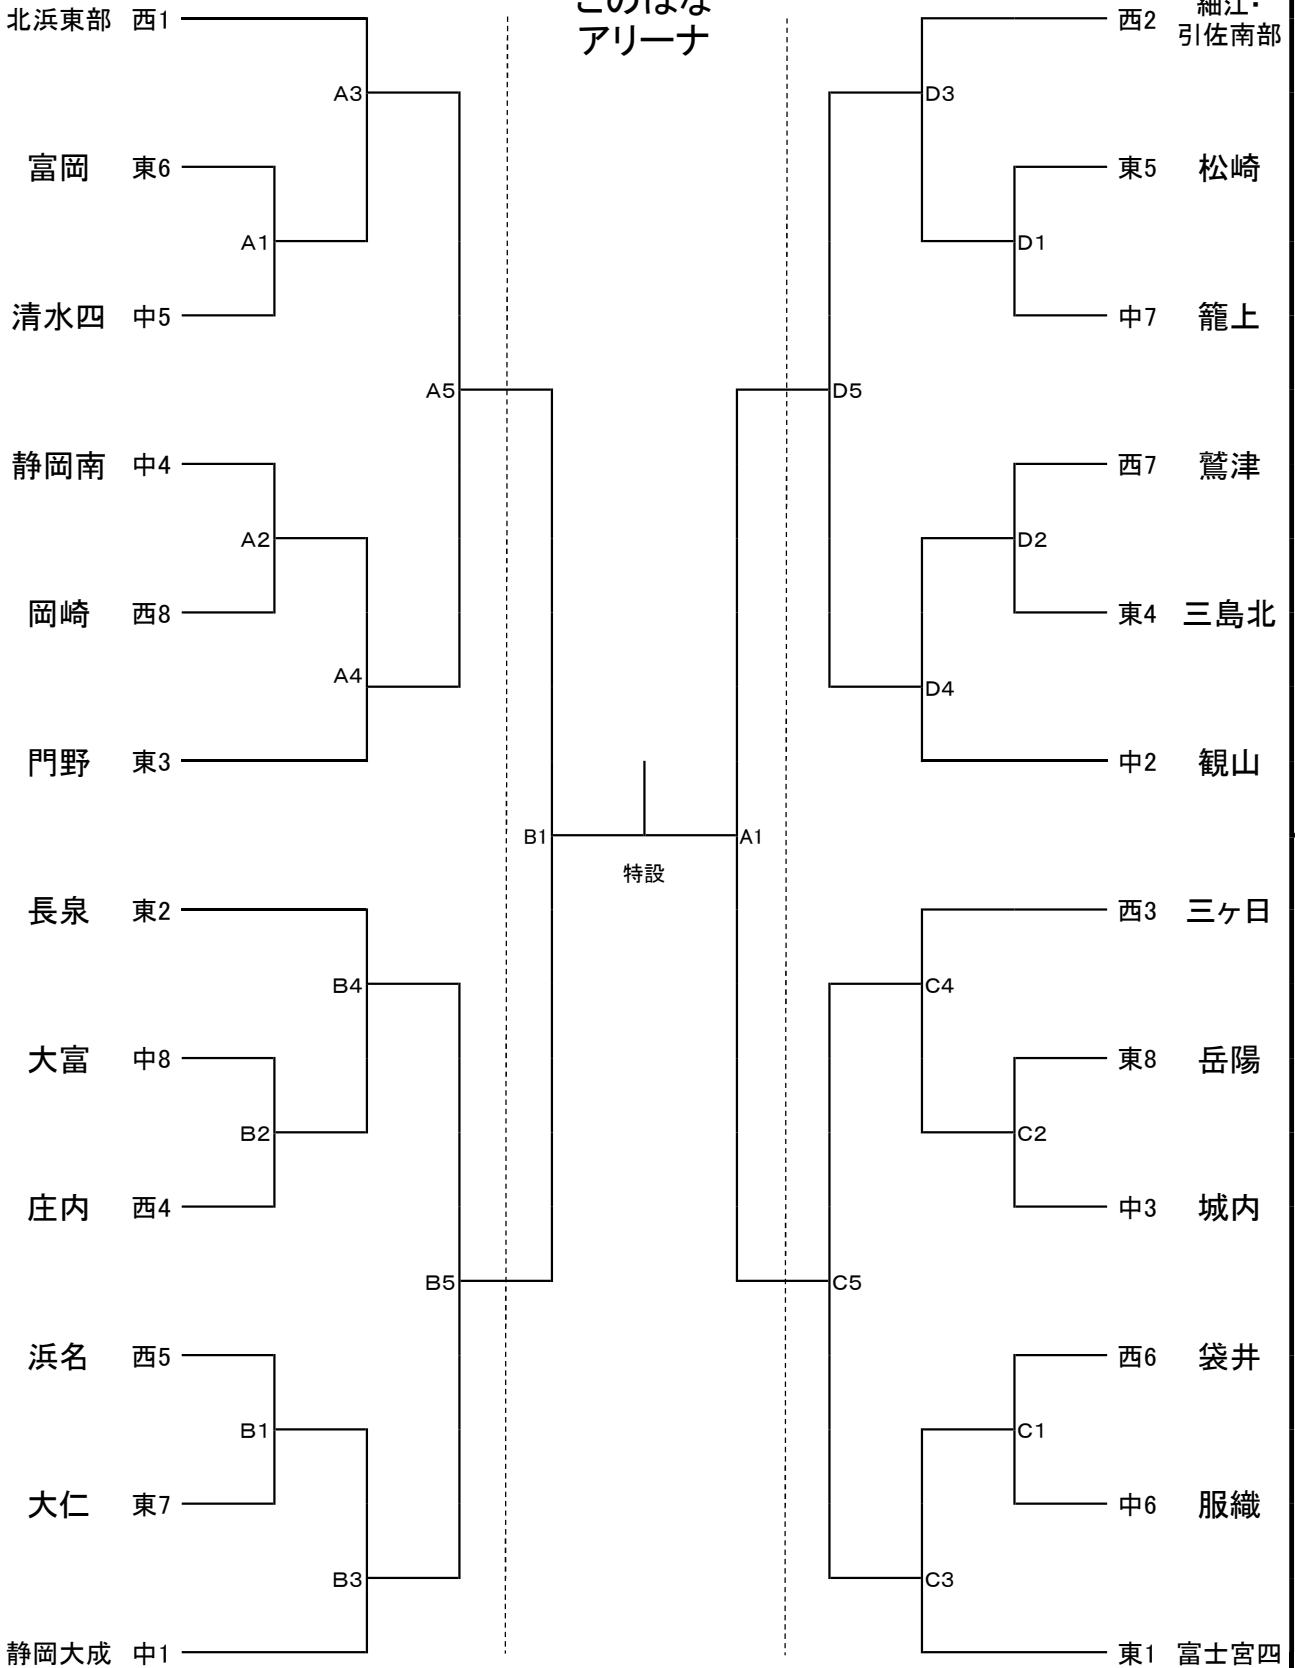 このはな
アリーナ
北浜東部 西1
A3
富岡 東6
A1
清水四 中5
A5
静岡南 中4
A2
岡崎 西8
A4
門野 東3
B1
長泉 東2
B4
大富 中8
B2
庄内 西4
B5
浜名 西5
B1
大仁 東7
B3
静岡大成 中1
特設
西2 細江・
引佐南部
D3
東5 松崎
D1
中7 籠上
D5
西7 鷲津
D2
東4 三島北
D4
中2 観山
A1
西3 三ヶ日
C4
東8 岳陽
C2
中3 城内
C5
西6 袋井
C1
中6 服織
C3
東1 富士宮四